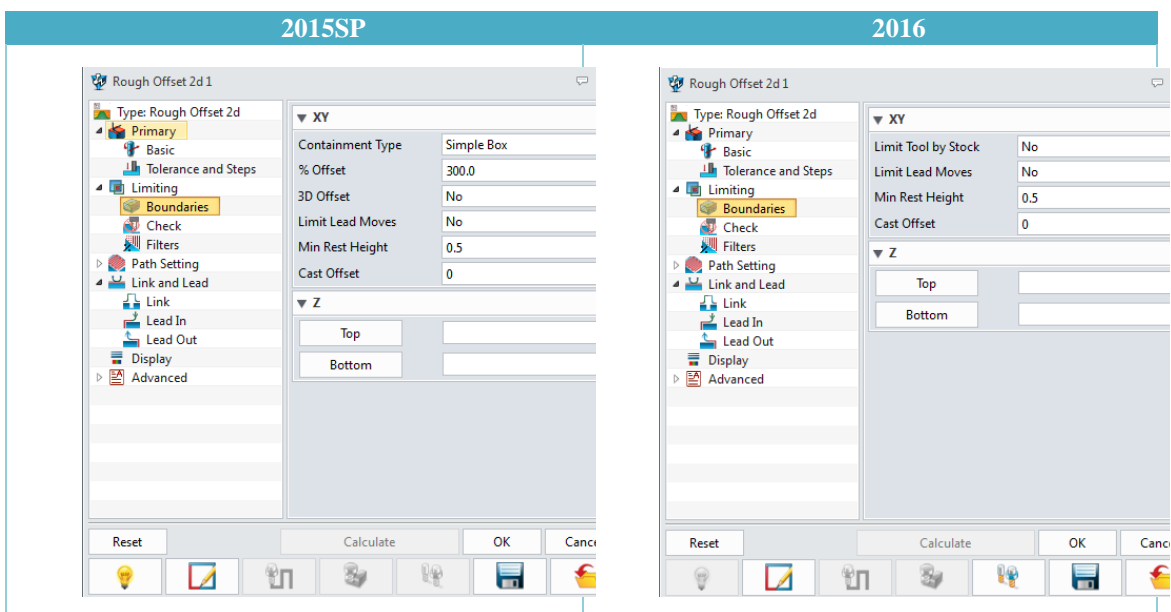 2015SP
2016
Rough Offset 2d 1
Type: Rough Offset 2d
Primary
Basic
Tolerance and Steps
Limiting
Boundaries
Check
Filters
Path Setting
Link and Lead
Link
Lead In
Lead Out
Display
Advanced
XY
Containment Type Simple Box
% Offset 300.0
3D Offset No
Limit Lead Moves No
Min Rest Height 0.5
Cast Offset 0
Z
Top
Bottom
Reset Calculate OK Cance
Rough Offset 2d 1
Type: Rough Offset 2d
Primary
Basic
Tolerance and Steps
Limiting
Boundaries
Check
Filters
Path Setting
Link and Lead
Link
Lead In
Lead Out
Display
Advanced
XY
Limit Tool by Stock No
Limit Lead Moves No
Min Rest Height 0.5
Cast Offset 0
Z
Top
Bottom
Reset Calculate OK Canc